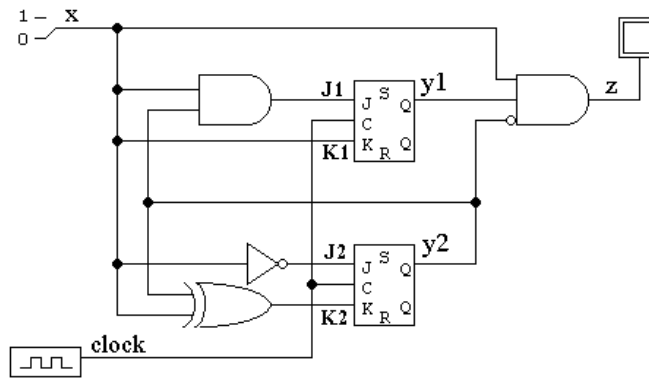 1 x
0
J1 y1 z
J S Q
C
K R Q
K1
J2 y2
J S Q
C
K R Q
K2
clock